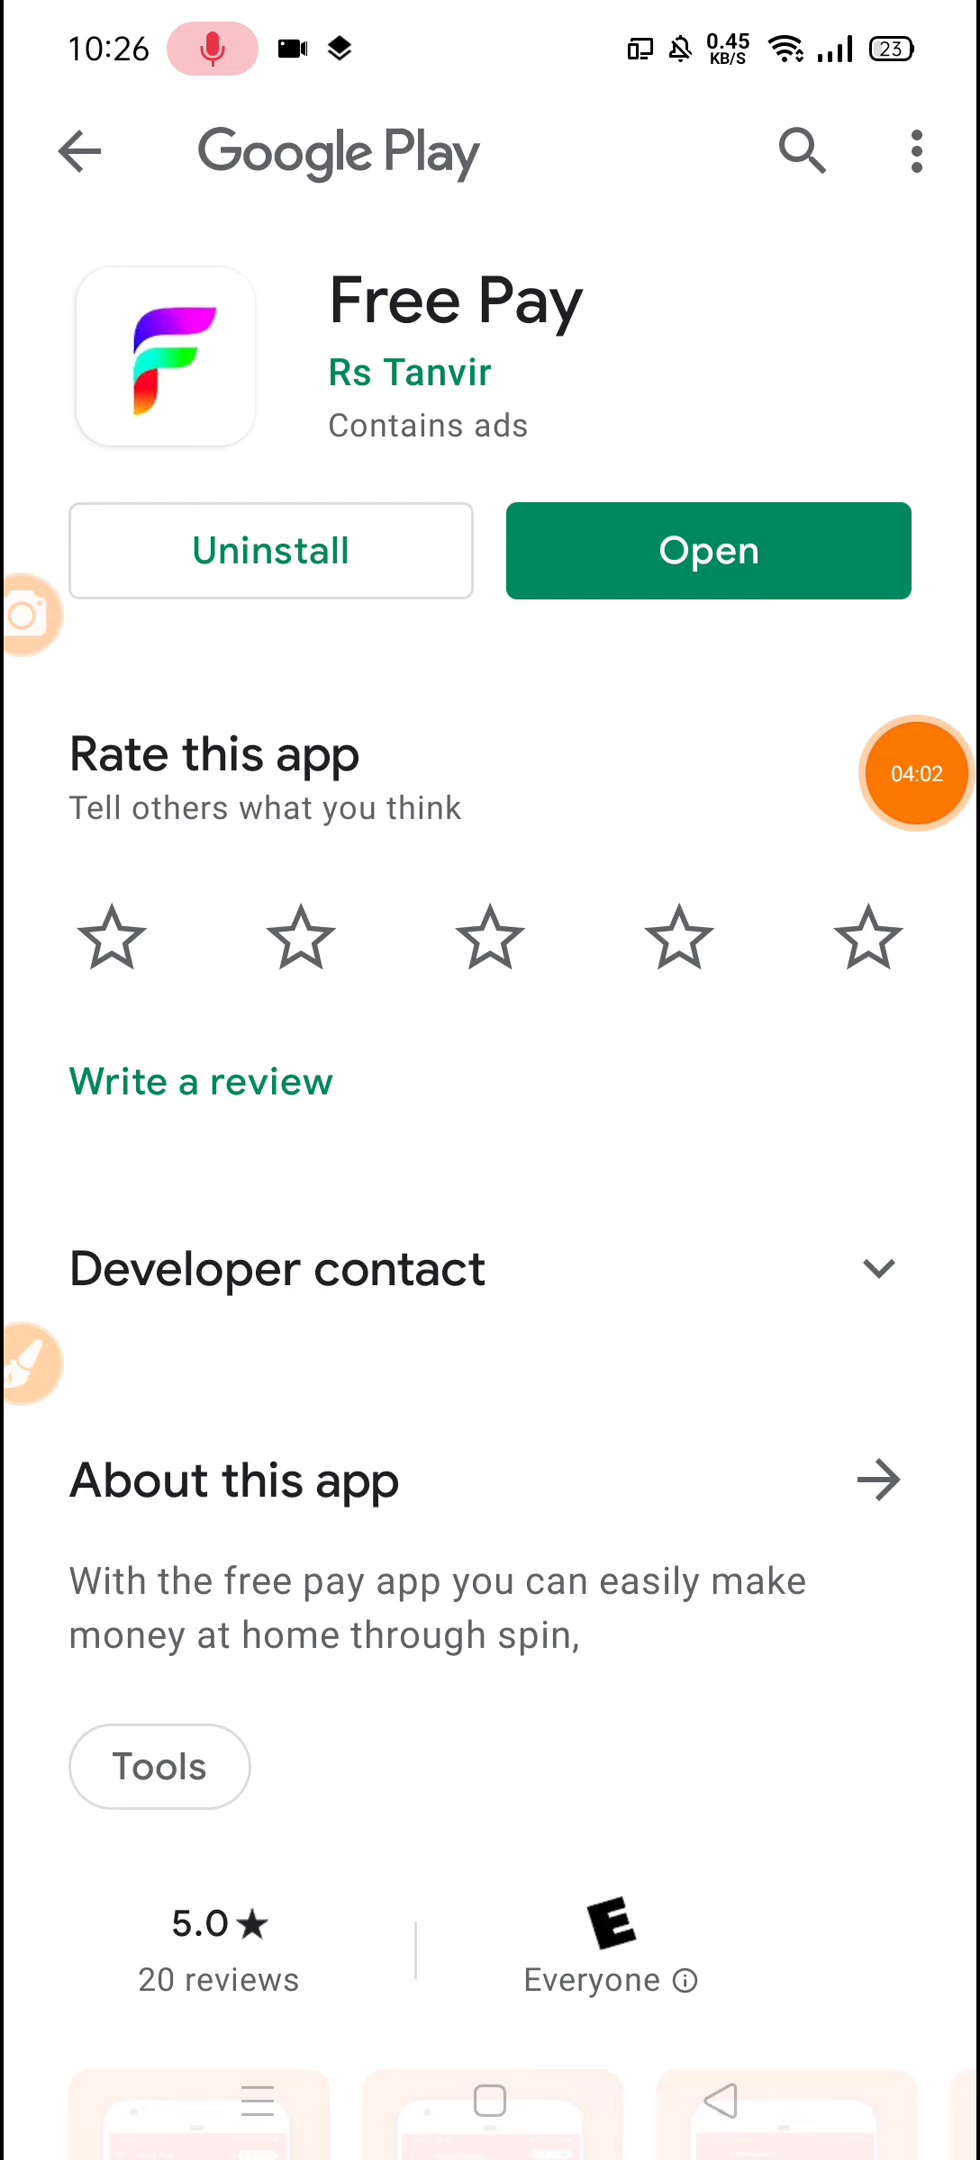 10:26 0.45 KB/S 23
Google Play
Free Pay
Rs Tanvir
Contains ads
Uninstall Open
Rate this app
04:02
Tell others what you think
Write a review
Developer contact
About this app
With the free pay app you can easily make
money at home through spin,
Tools
5.0★ E
20 reviews Everyone